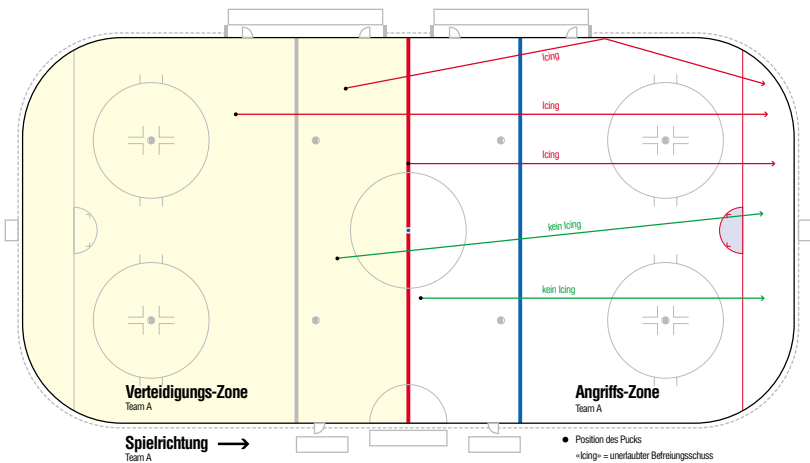 Icing
Icing
Icing
kein Icing
kein Icing
Verteidigungs-Zone
Team A
Angriffs-Zone
Team A
Spielrichtung
Team A
Position des Pucks
«Icing» = unerlaubter Befreiungsschuss